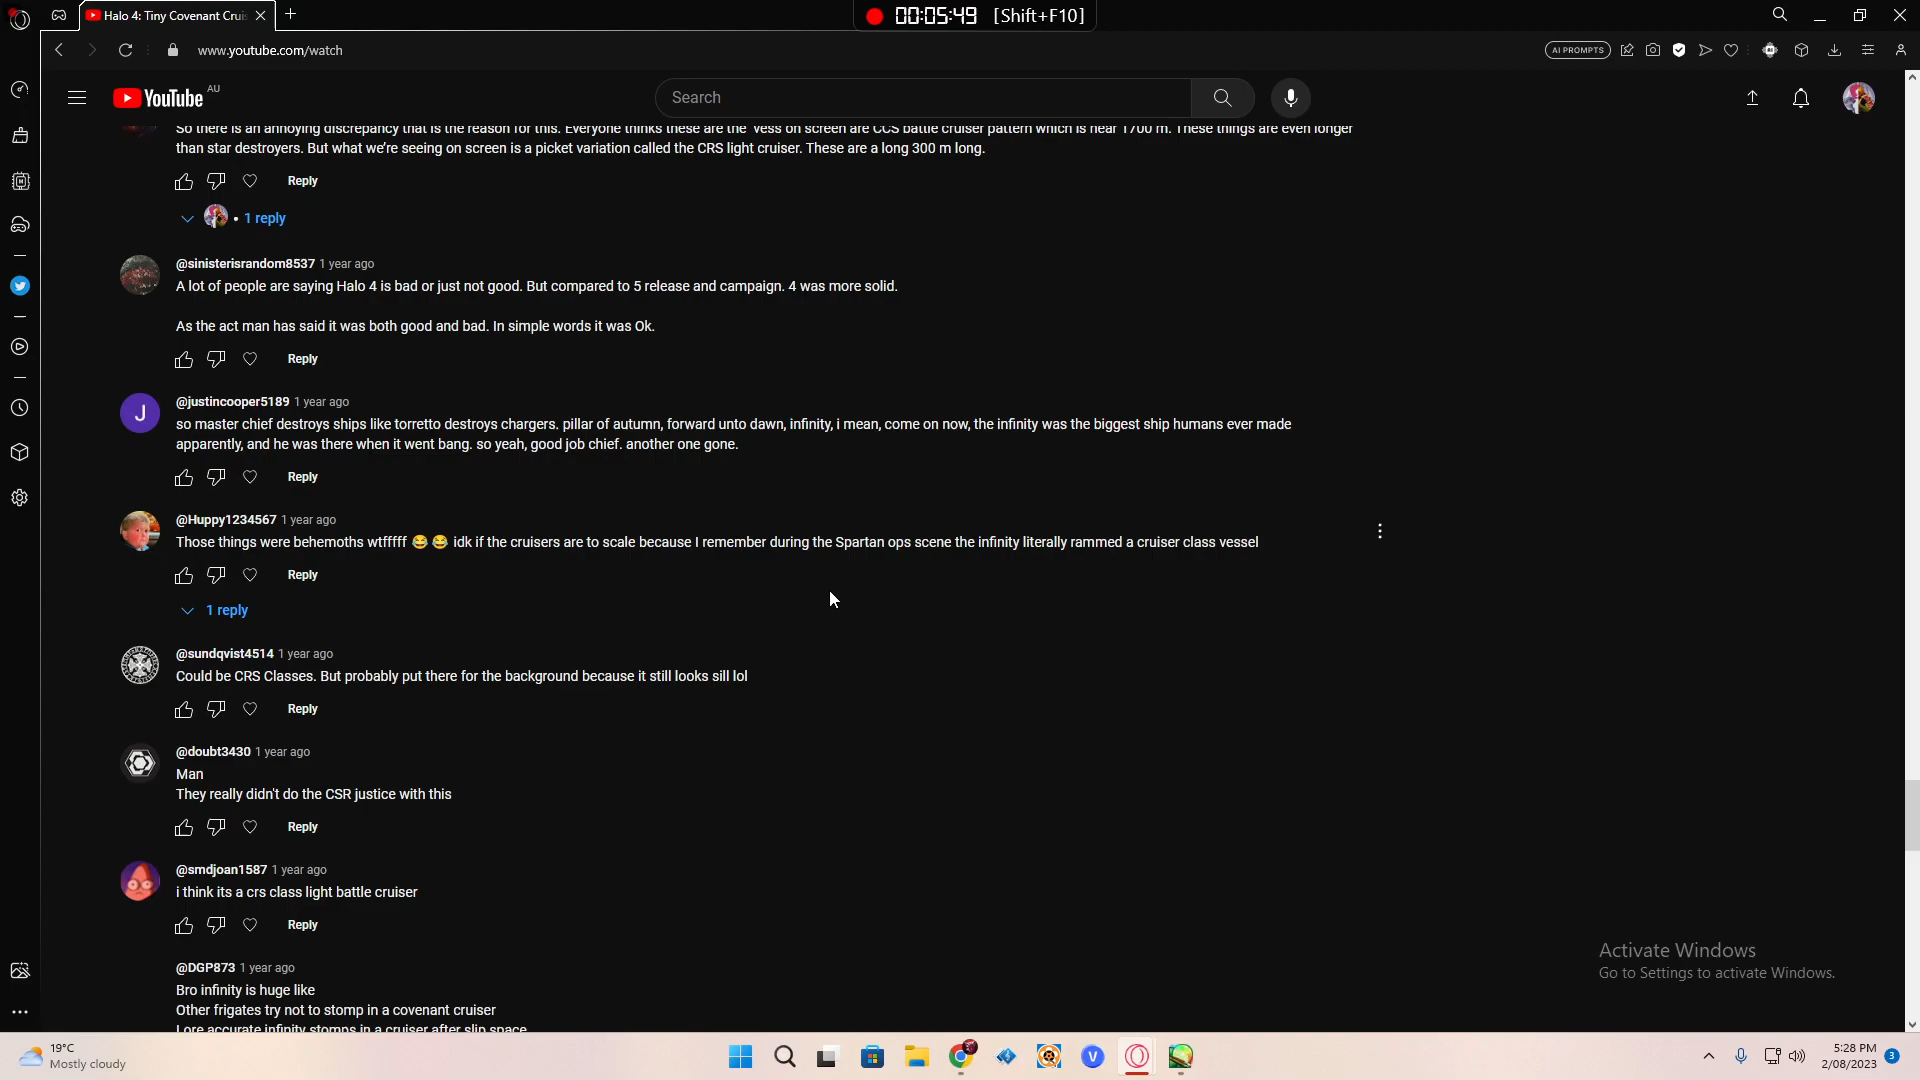 Halo 4: Tiny Covenant Cruis
00:05:49 [Shift+F10]
www.youtube.com/watch
AI PROMPTS
YouTube AU
Search
So there is an annoying discrepancy that is the reason for this. Everyone thinks these are the vess on screen are CCS battle cruiser pattern which is near 1700 m. These things are even longer
than star destroyers. But what we're seeing on screen is a picket variation called the CRS light cruiser. These are a long 300 m long.
Reply
• 1 reply
@sinisterisrandom8537 1 year ago
A lot of people are saying Halo 4 is bad or just not good. But compared to 5 release and campaign. 4 was more solid.
As the act man has said it was both good and bad. In simple words it was Ok.
Reply
J
@justincooper5189 1 year ago
so master chief destroys ships like torretto destroys chargers. pillar of autumn, forward unto dawn, infinity, i mean, come on now, the infinity was the biggest ship humans ever made
apparently, and he was there when it went bang. so yeah, good job chief. another one gone.
Reply
@Huppy1234567 1 year ago
Those things were behemoths wtfffff 😂 😂 idk if the cruisers are to scale because I remember during the Spartan ops scene the infinity literally rammed a cruiser class vessel
Reply
1 reply
@sundqvist4514 1 year ago
Could be CRS Classes. But probably put there for the background because it still looks sill lol
Reply
@doubt3430 1 year ago
Man
They really didn't do the CSR justice with this
Reply
@smdjoan1587 1 year ago
i think its a crs class light battle cruiser
Reply
@DGP873 1 year ago
Bro infinity is huge like
Other frigates try not to stomp in a covenant cruiser
Lore accurate infinity stomps in a cruiser after slip space
Activate Windows
Go to Settings to activate Windows.
19°C
Mostly cloudy
V
5:28 PM
2/08/2023
3